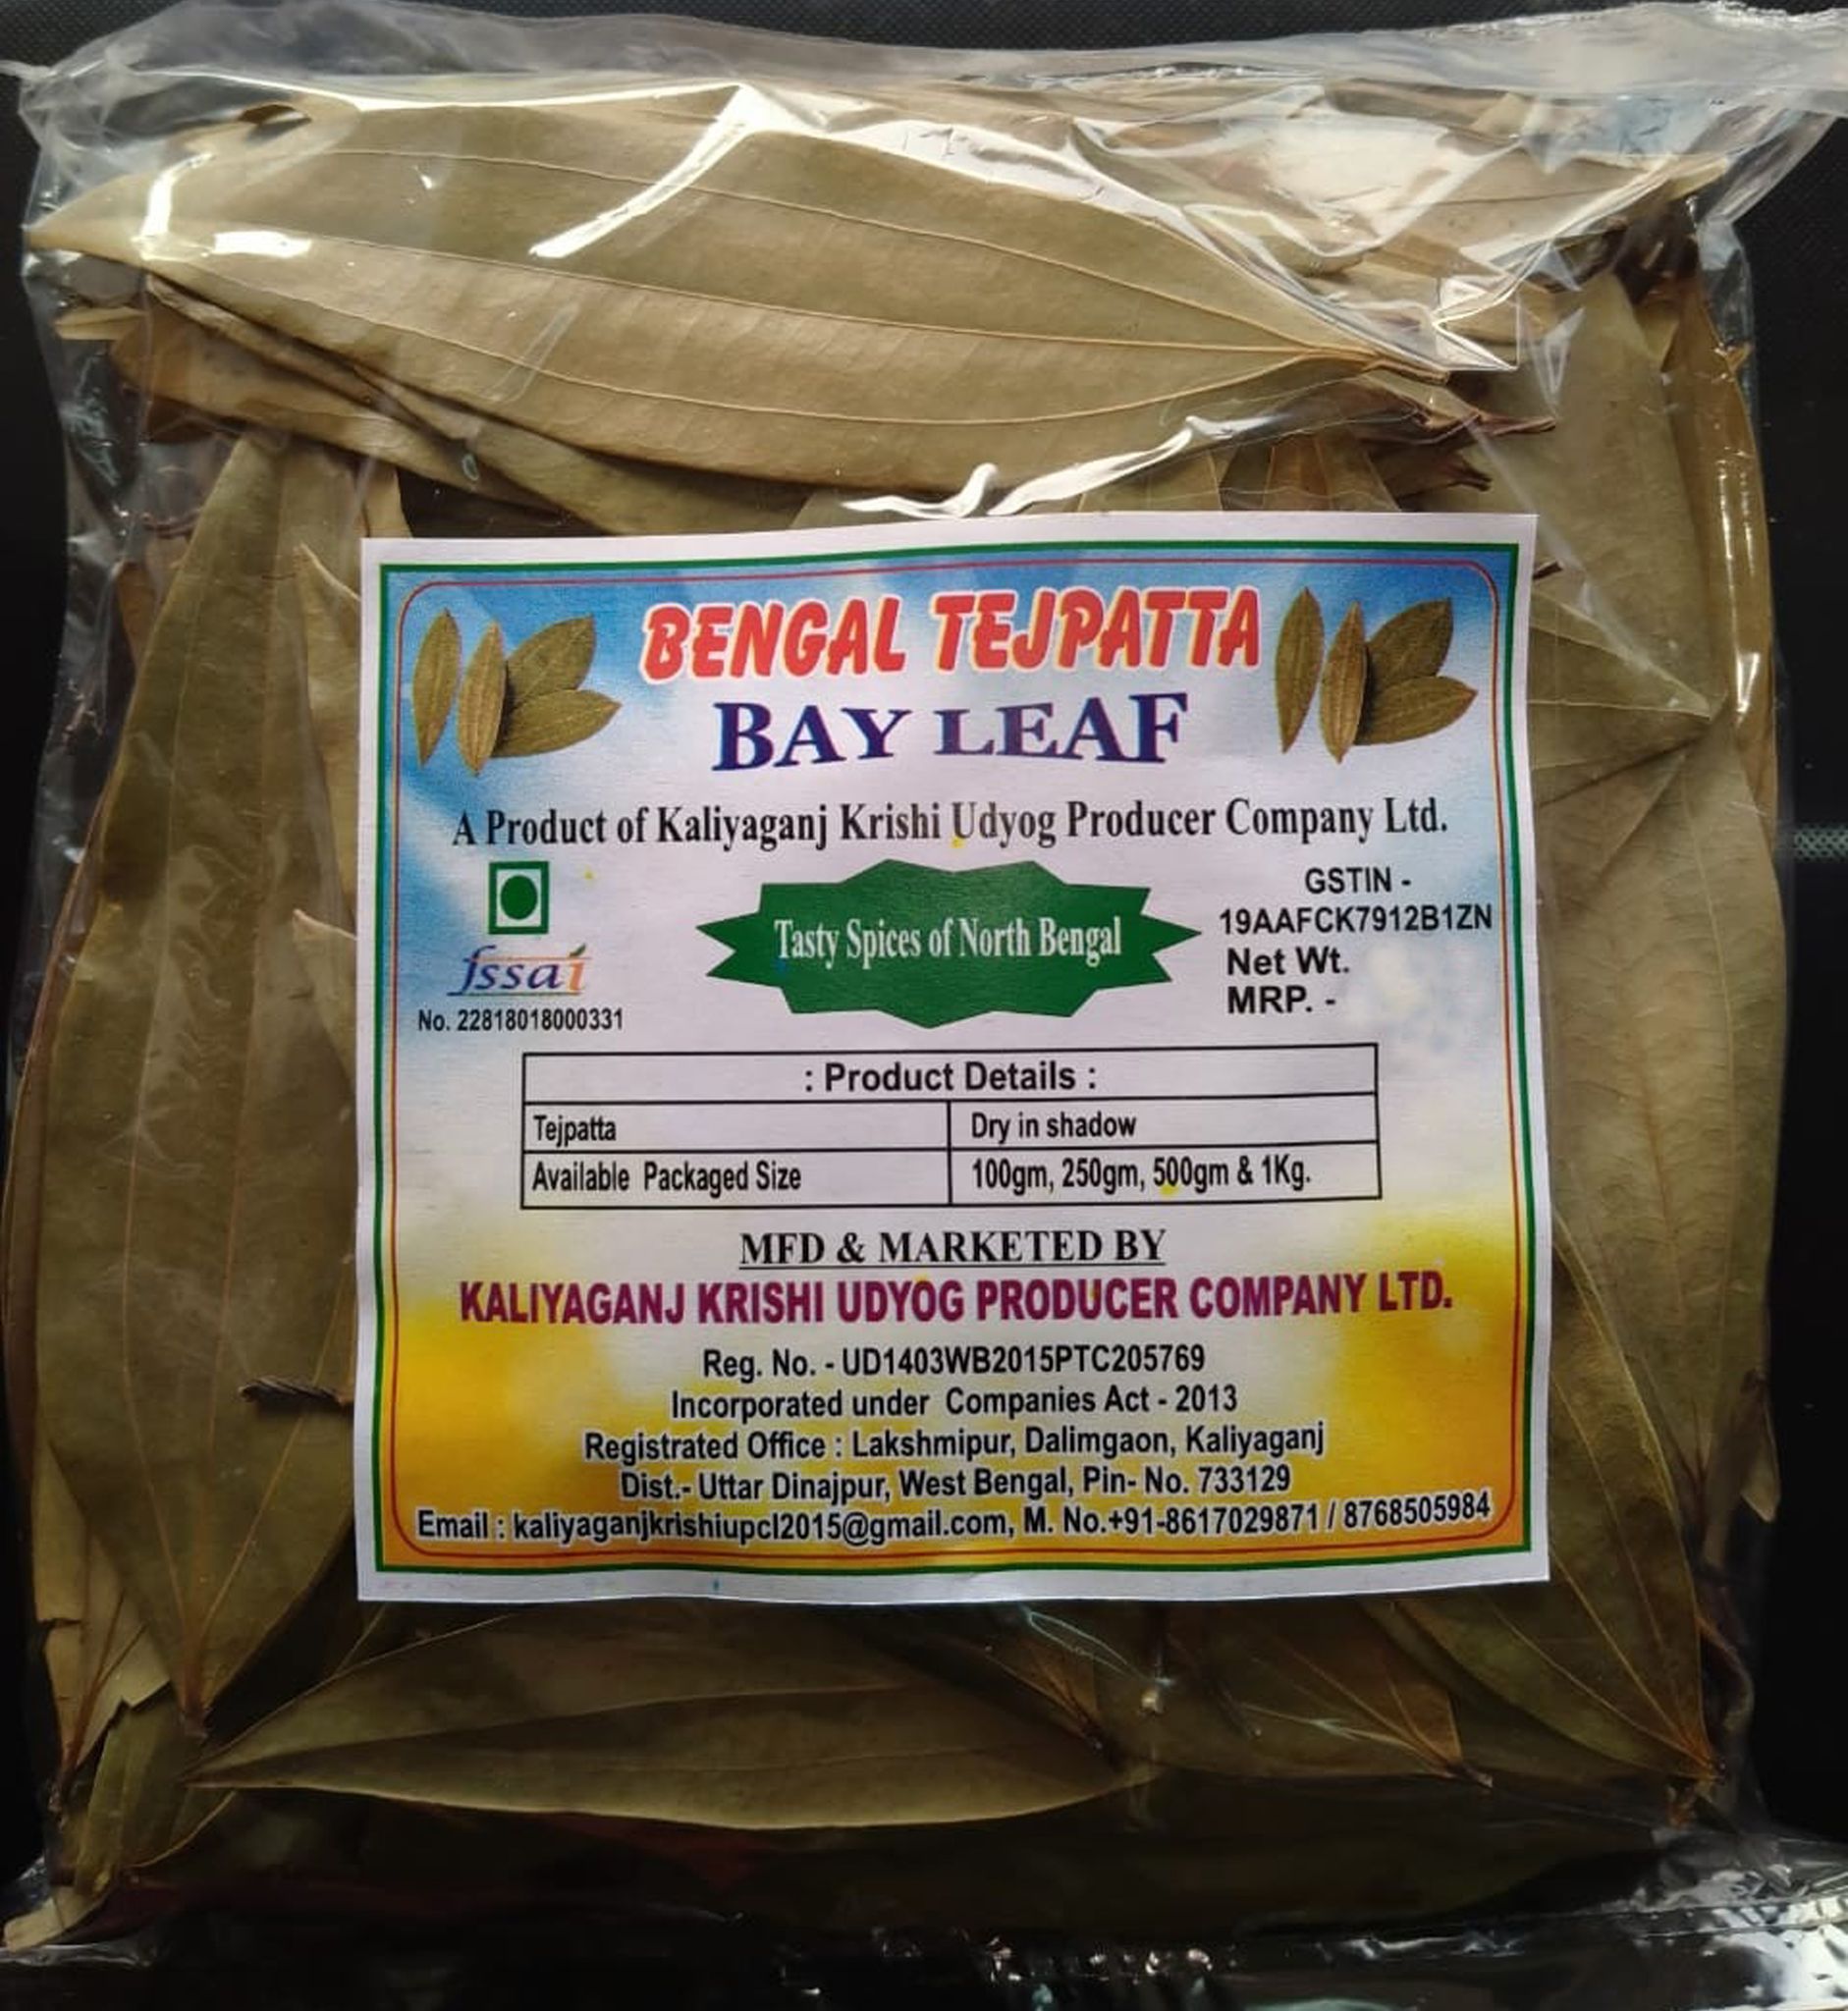 BENGAL TEJPATTA
BAY LEAF
A Product of Kaliyaganj Krishi Udyog Producer Company Ltd.
fssai
No. 22818018000331
Tasty Spices of North Bengal
GSTIN -
19AAFCK7912B1ZN
Net Wt.
MRP. -
: Product Details :
Tejpatta Dry in shadow
Available Packaged Size 100gm, 250gm, 500gm & 1Kg.
MFD & MARKETED BY
KALIYAGANJ KRISHI UDYOG PRODUCER COMPANY LTD.
Reg. No. - UD1403WB2015PTC205769
Incorporated under Companies Act - 2013
Registrated Office : Lakshmipur, Dalimgaon, Kaliyaganj
Dist.- Uttar Dinajpur, West Bengal, Pin- No. 733129
Email : kaliyaganjkrishiupcl2015@gmail.com, M. No.+91-8617029871 / 8768505984